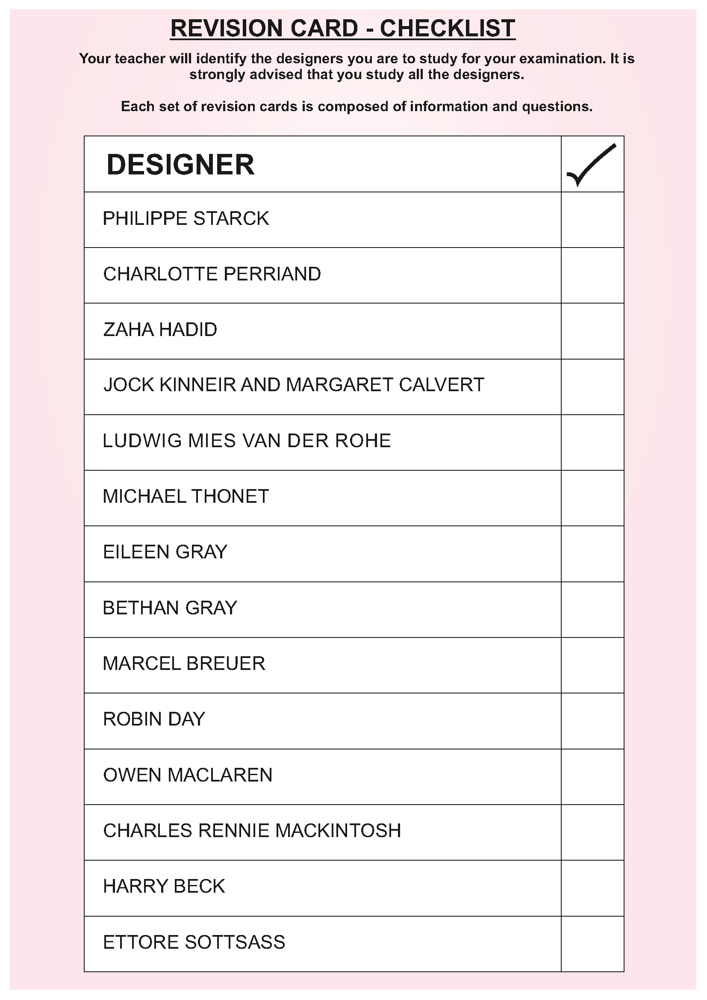 REVISION CARD - CHECKLIST
Your teacher will identify the designers you are to study for your examination. It is
strongly advised that you study all the designers.
Each set of revision cards is composed of information and questions.
DESIGNER
PHILIPPE STARCK
CHARLOTTE PERRIAND
ZAHA HADID
JOCK KINNEIR AND MARGARET CALVERT
LUDWIG MIES VAN DER ROHE
MICHAEL THONET
EILEEN GRAY
BETHAN GRAY
MARCEL BREUER
ROBIN DAY
OWEN MACLAREN
CHARLES RENNIE MACKINTOSH
HARRY BECK
ETTORE SOTTSASS